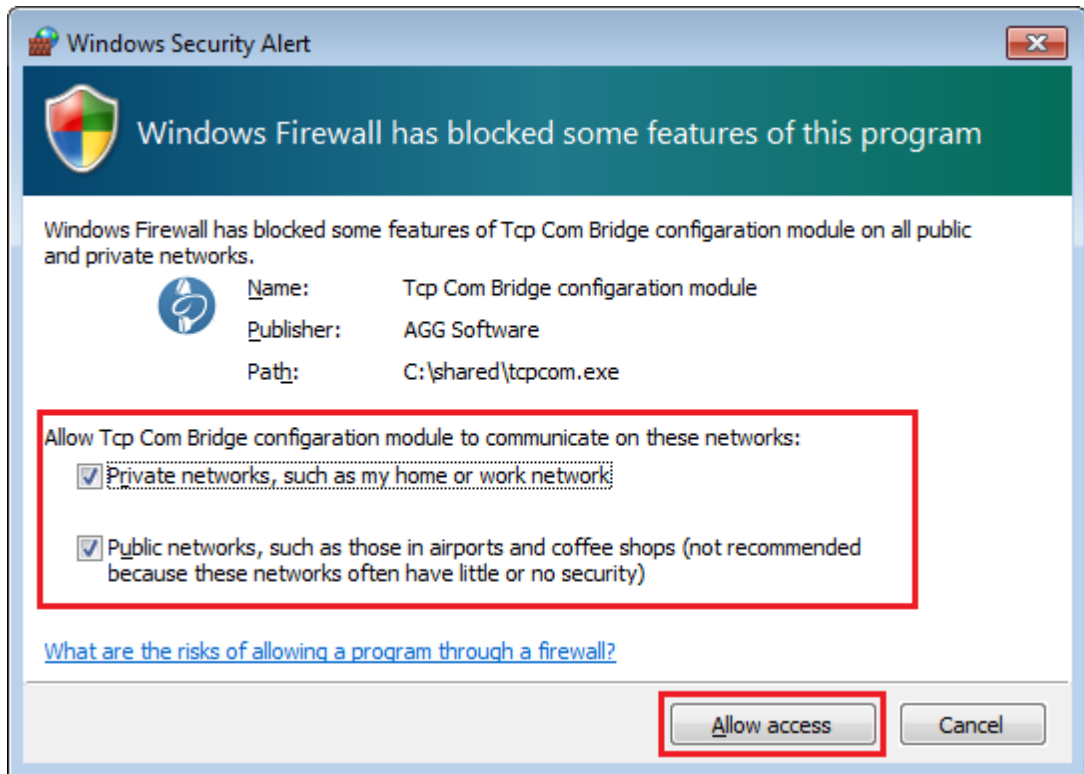 Windows Security Alert
Windows Firewall has blocked some features of this program
Windows Firewall has blocked some features of Tcp Com Bridge configaration module on all public
and private networks.
Name: Tcp Com Bridge configaration module
Publisher: AGG Software
Path: C:\shared\tcpcom.exe
Allow Tcp Com Bridge configaration module to communicate on these networks:
Private networks, such as my home or work network
Public networks, such as those in airports and coffee shops (not recommended
because these networks often have little or no security)
What are the risks of allowing a program through a firewall?
Allow access Cancel